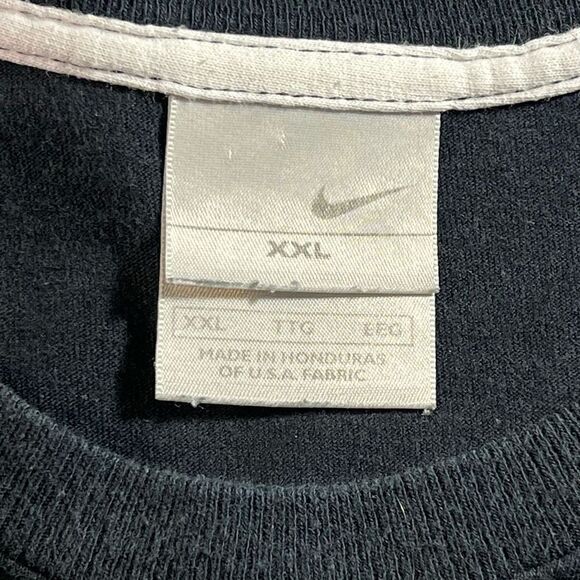 XXL
XXL TTG EEG
MADE IN HONDURAS
OF U.S.A. FABRIC